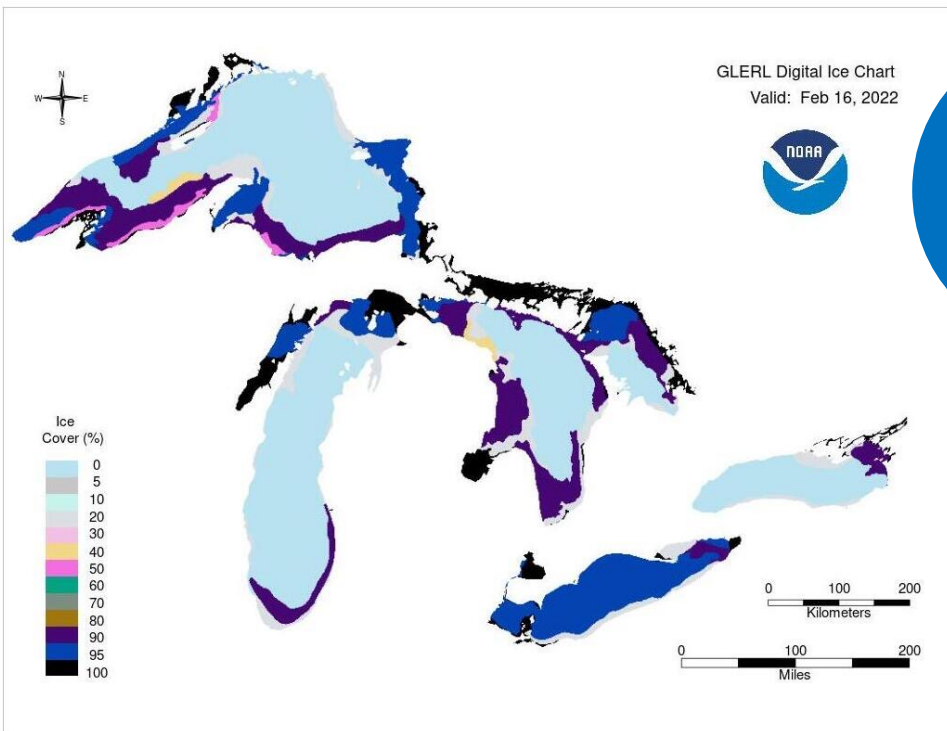 GLERL Digital Ice Chart
Valid: Feb 16, 2022
N
W E
S
NOAA
Ice
Cover (%)
0
5
10
20
30
40
50
60
70
80
90
95
100
0 100 200
Kilometers
0 100 200
Miles